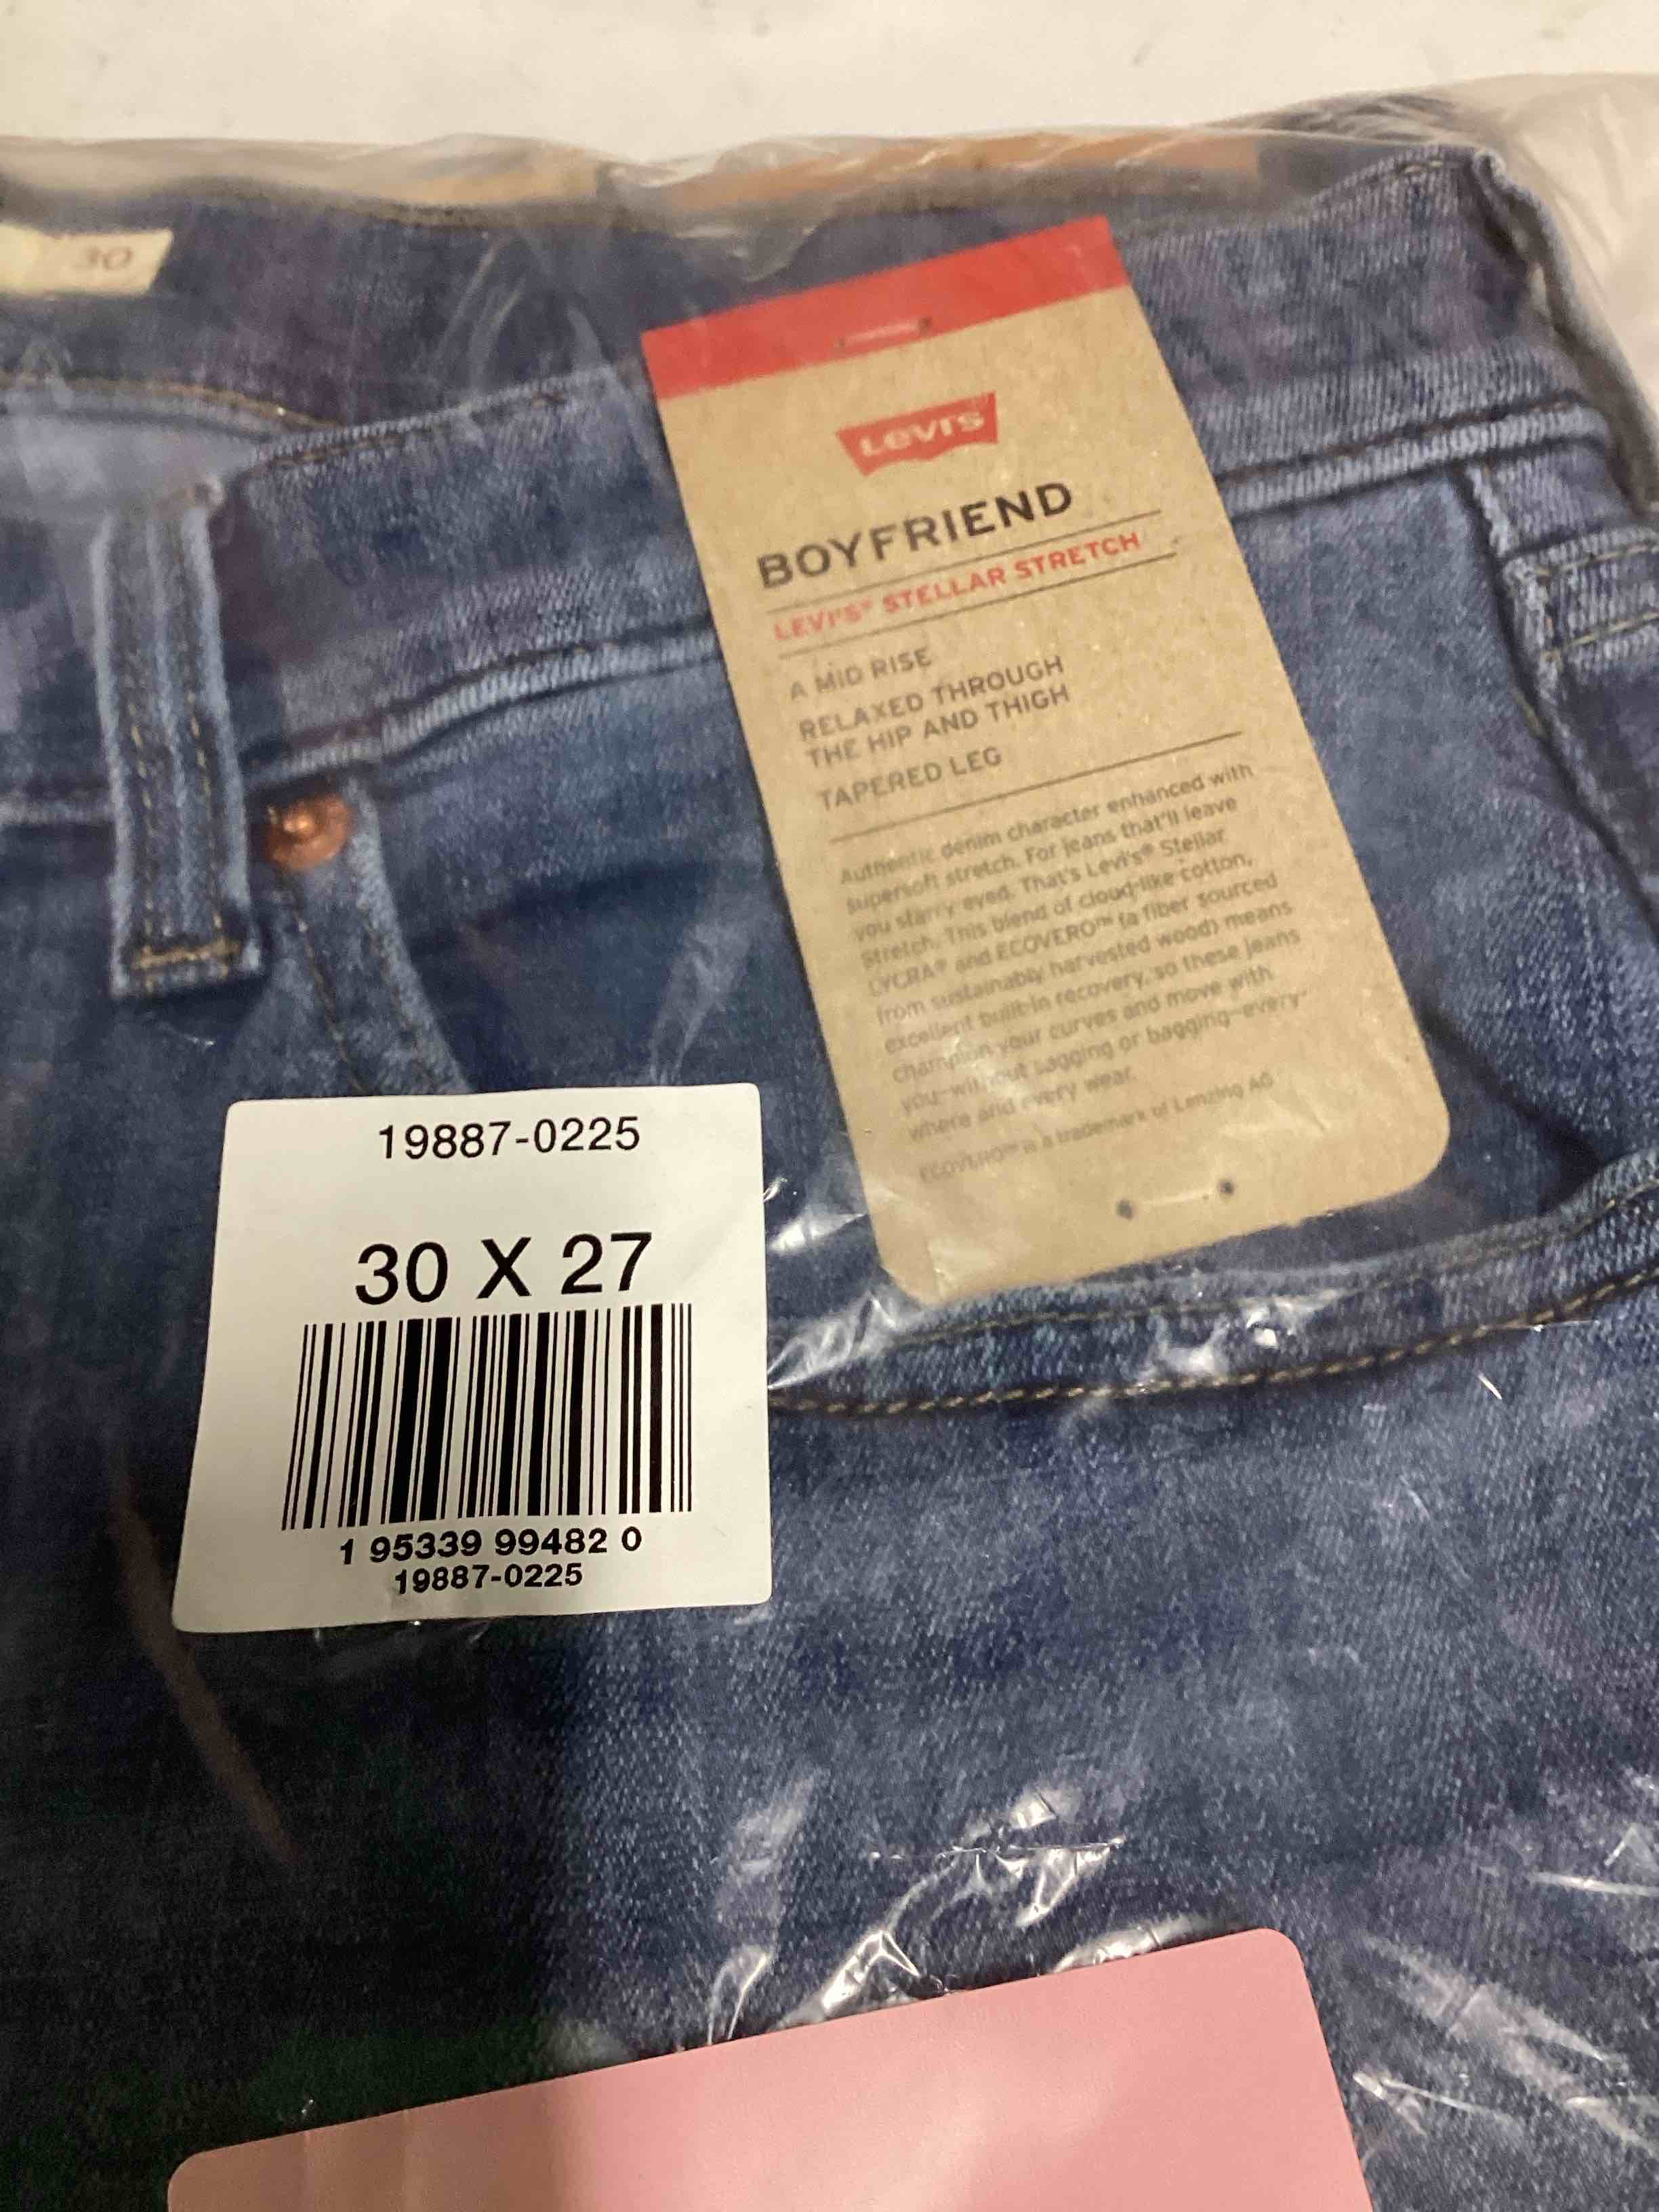 30
Levi's
BOYFRIEND
LEVI'S® STELLAR STRETCH
A MID RISE
RELAXED THROUGH
THE HIP AND THIGH
TAPERED LEG
Authentic denim character enhanced with
supersoft stretch. For jeans that'll leave
you starry eyed. That's Levi's® Stellar
Stretch. This blend of cloud-like cotton,
LYCRA® and ECOVERO™ (a fiber sourced
from sustainably harvested wood) means
excellent built-in recovery, so these jeans
champion your curves and move with
you—without sagging or bagging—every-
where and every wear.
ECOVERO™ is a trademark of Lenzing AG
19887-0225
30 X 27
1 95339 99482 0
19887-0225